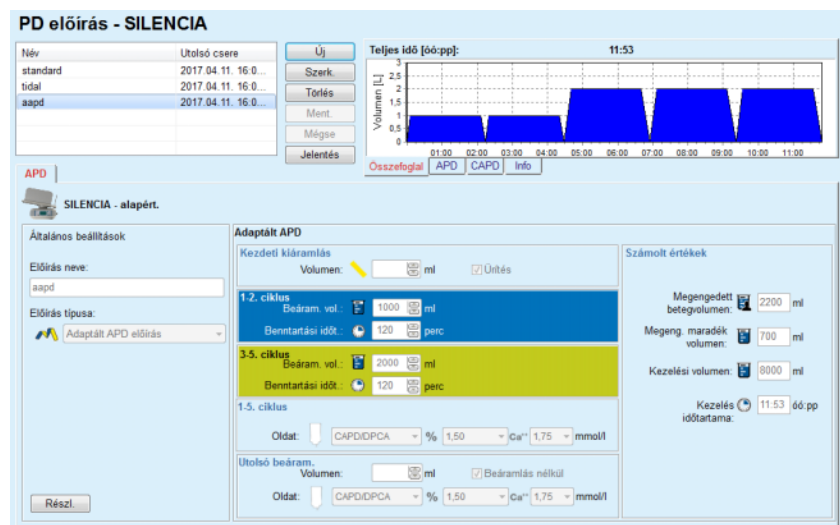 PD előírás - SILENCIA
Név Utolsó csere
standard 2017.04.11. 16:0...
tidal 2017.04.11. 16:0...
aapd 2017.04.11. 16:0...
Új
Szerk.
Törlés
Ment.
Mégse
Jelentés
Teljes idő [óó:pp]: 11:53
Volumen [L]
3
2,5
2
1,5
1
0,5
0
01:00 02:00 03:00 04:00 05:00 06:00 07:00 08:00 09:00 10:00 11:00
Összefoglal APD CAPD Info
APD
SILENCIA - alapért.
Általános beállítások
Előírás neve:
aapd
Előírás típusa:
Adaptált APD előírás
Részl.
Adaptált APD
Kezdeti kiáramlás
Volumen: ml Ürítés
1-2. ciklus
Beáram. vol.: 1000 ml
Benntartási időt.: 120 perc
3-5. ciklus
Beáram. vol.: 2000 ml
Benntartási időt.: 120 perc
1-5. ciklus
Oldat: CAPD/DPCA % 1,50 Ca++ 1,75 mmol/l
Utolsó beáram.
Volumen: ml Beáramlás nélkül
Oldat: CAPD/DPCA % 1,50 Ca++ 1,75 mmol/l
Számolt értékek
Megengedett
betegvolumen: 2200 ml
Megeng. maradék
volumen: 700 ml
Kezelési volumen: 8000 ml
Kezelés
időtartama: 11:53 óó:pp